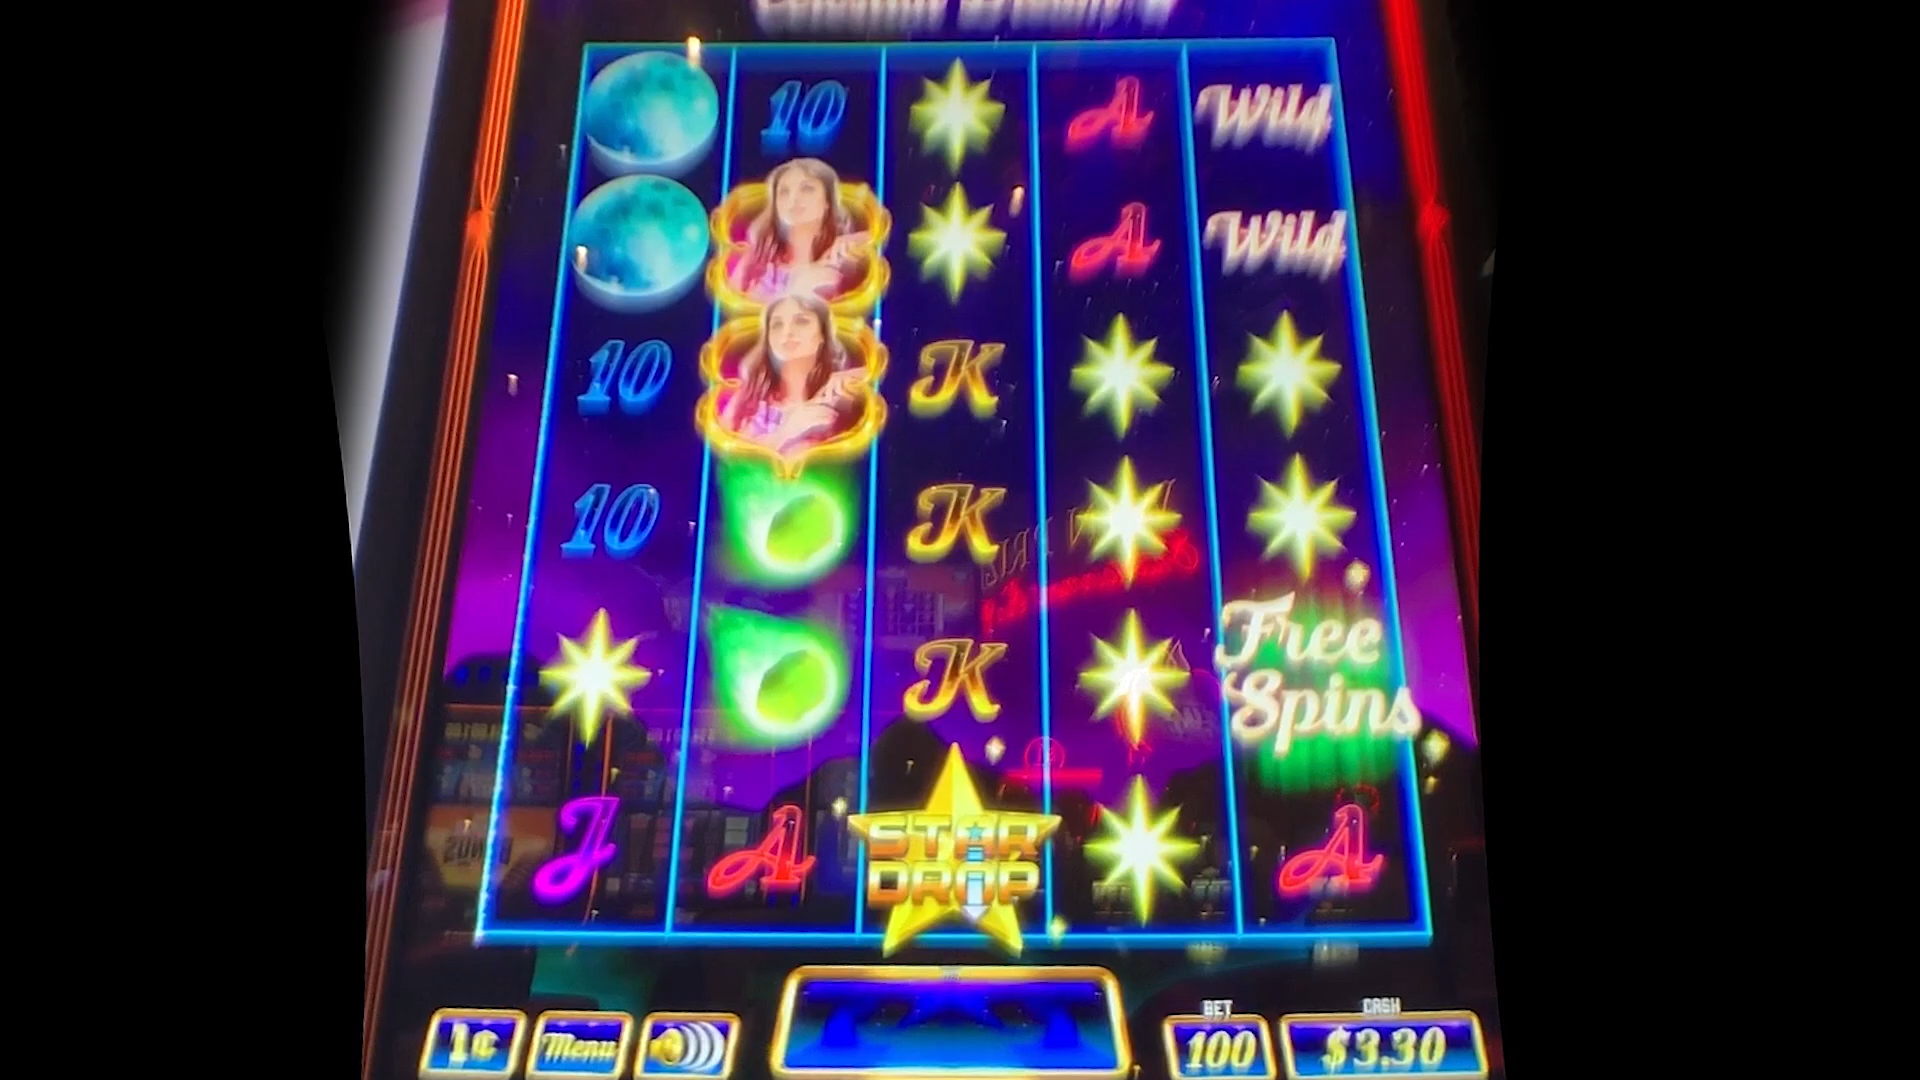 10 A Wild
A Wild
10 K
10 K
K Free
Spins
J A STAR A
DROP
BET CASH
1¢ Menu 100 $3.30